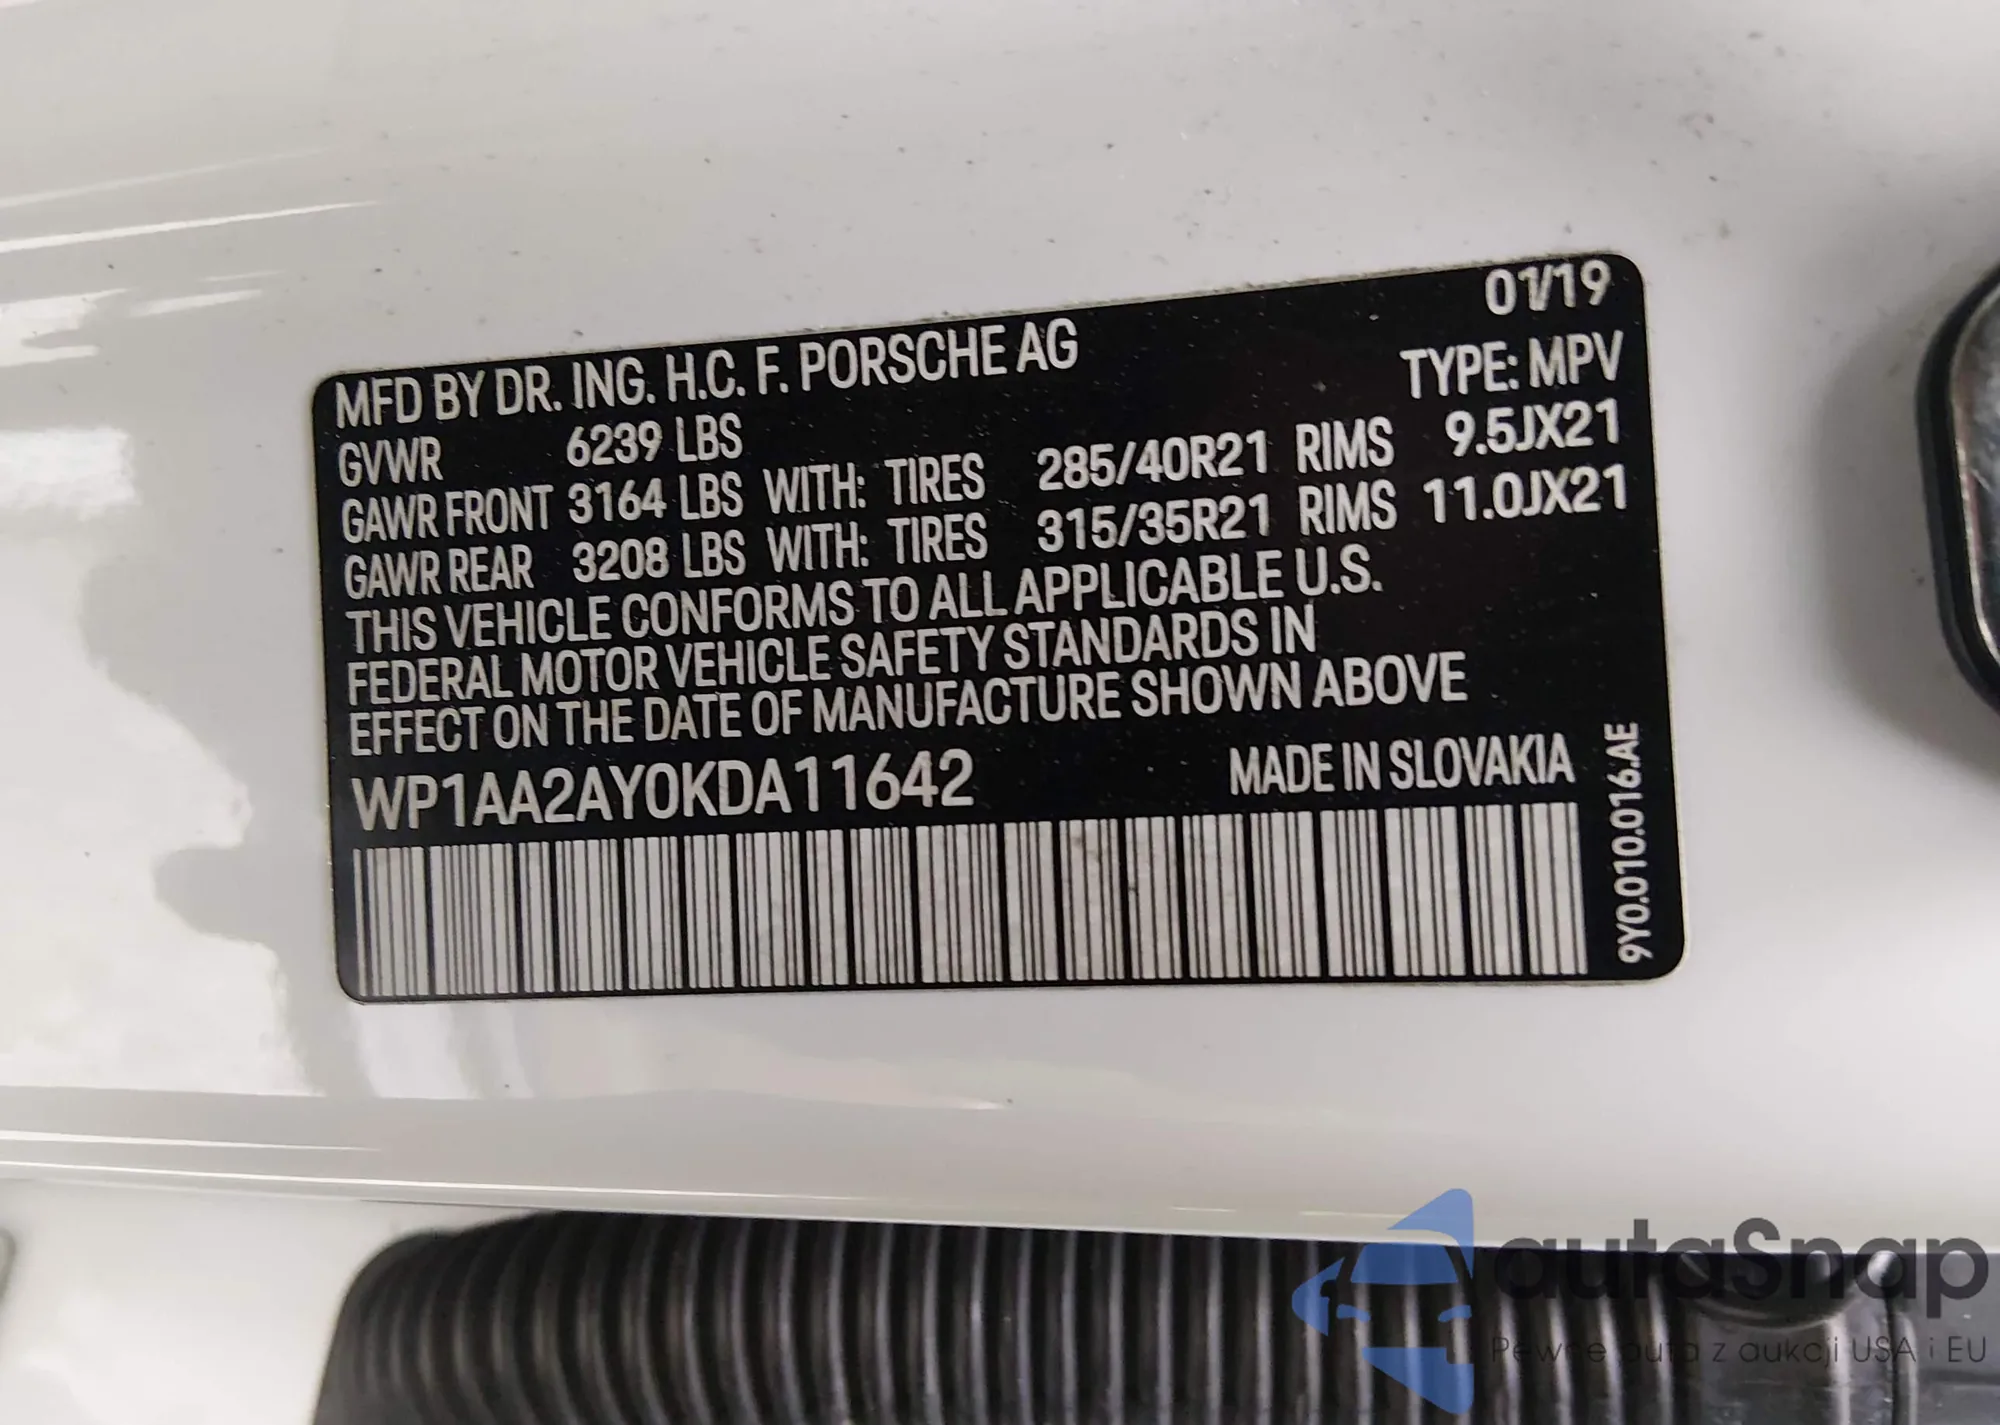 01/19
MFD BY DR. ING. H.C. F. PORSCHE AG
TYPE: MPV
GVWR 6239 LBS
GAWR FRONT 3164 LBS WITH: TIRES 285/40R21 RIMS 9.5JX21
GAWR REAR 3208 LBS WITH: TIRES 315/35R21 RIMS 11.0JX21
THIS VEHICLE CONFORMS TO ALL APPLICABLE U.S.
FEDERAL MOTOR VEHICLE SAFETY STANDARDS IN
EFFECT ON THE DATE OF MANUFACTURE SHOWN ABOVE
WP1AA2AY0KDA11642 MADE IN SLOVAKIA
9Y0.010.016.AE
autaSnap
Pewne auta z aukcji USA i EU